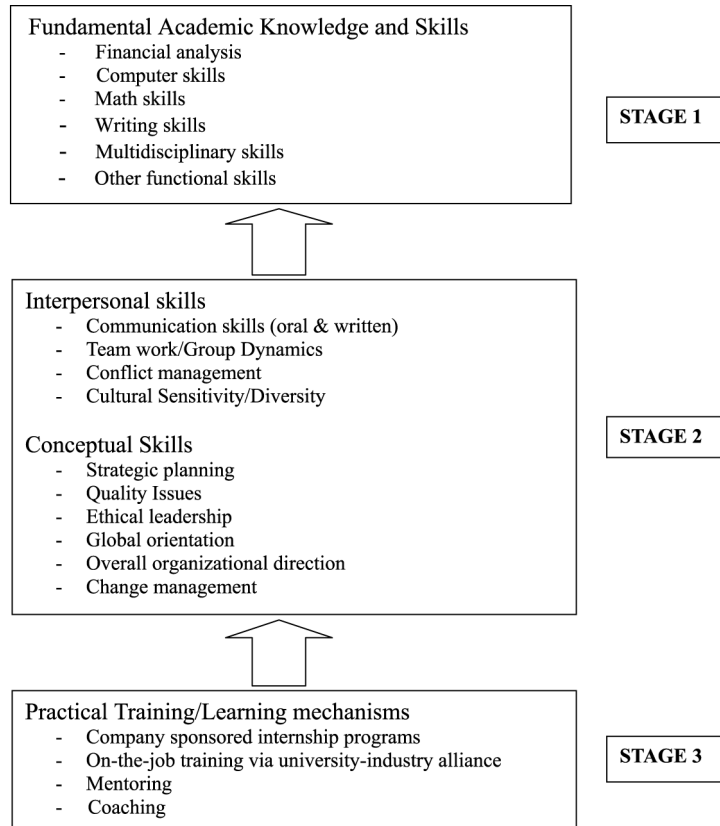 Fundamental Academic Knowledge and Skills
- Financial analysis
- Computer skills
- Math skills
- Writing skills
- Multidisciplinary skills
- Other functional skills
STAGE 1
Interpersonal skills
- Communication skills (oral & written)
- Team work/Group Dynamics
- Conflict management
- Cultural Sensitivity/Diversity
Conceptual Skills
- Strategic planning
- Quality Issues
- Ethical leadership
- Global orientation
- Overall organizational direction
- Change management
STAGE 2
Practical Training/Learning mechanisms
- Company sponsored internship programs
- On-the-job training via university-industry alliance
- Mentoring
- Coaching
STAGE 3